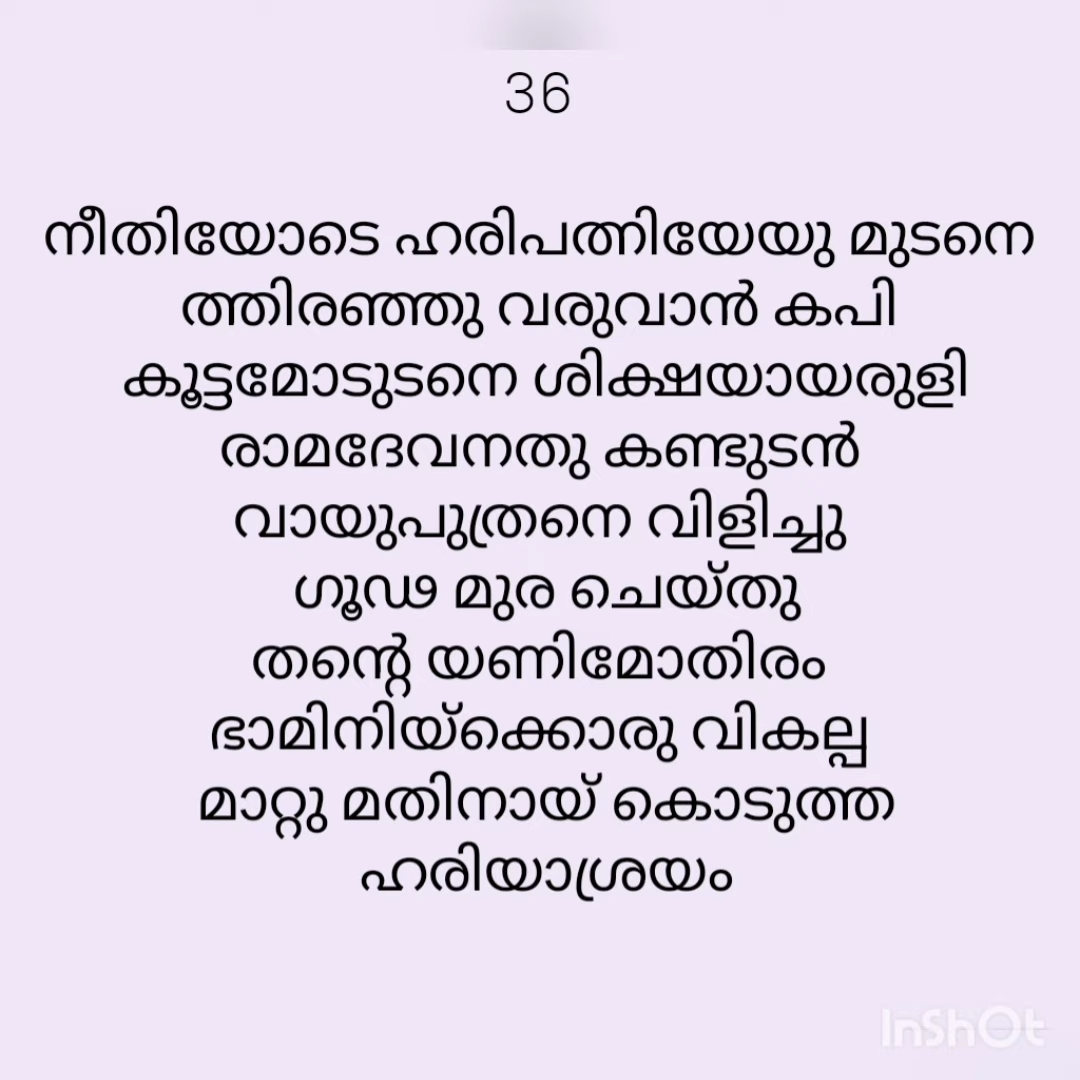 36
നീതിയോടെ ഹരിപത്നിയേയു മുടനെ
ത്തിരഞ്ഞു വരുവാൻ കപി
കൂട്ടമോടുടനെ ശിക്ഷയായരുളി
രാമദേവനതു കണ്ടുടൻ
വായുപുത്രനെ വിളിച്ചു
ഗൂഢ മുര ചെയ്തു
തന്റെ യണിമോതിരം
ഭാമിനിയ്ക്കൊരു വികല്പ
മാറ്റു മതിനായ് കൊടുത്ത
ഹരിയാശ്രയം
InShOt